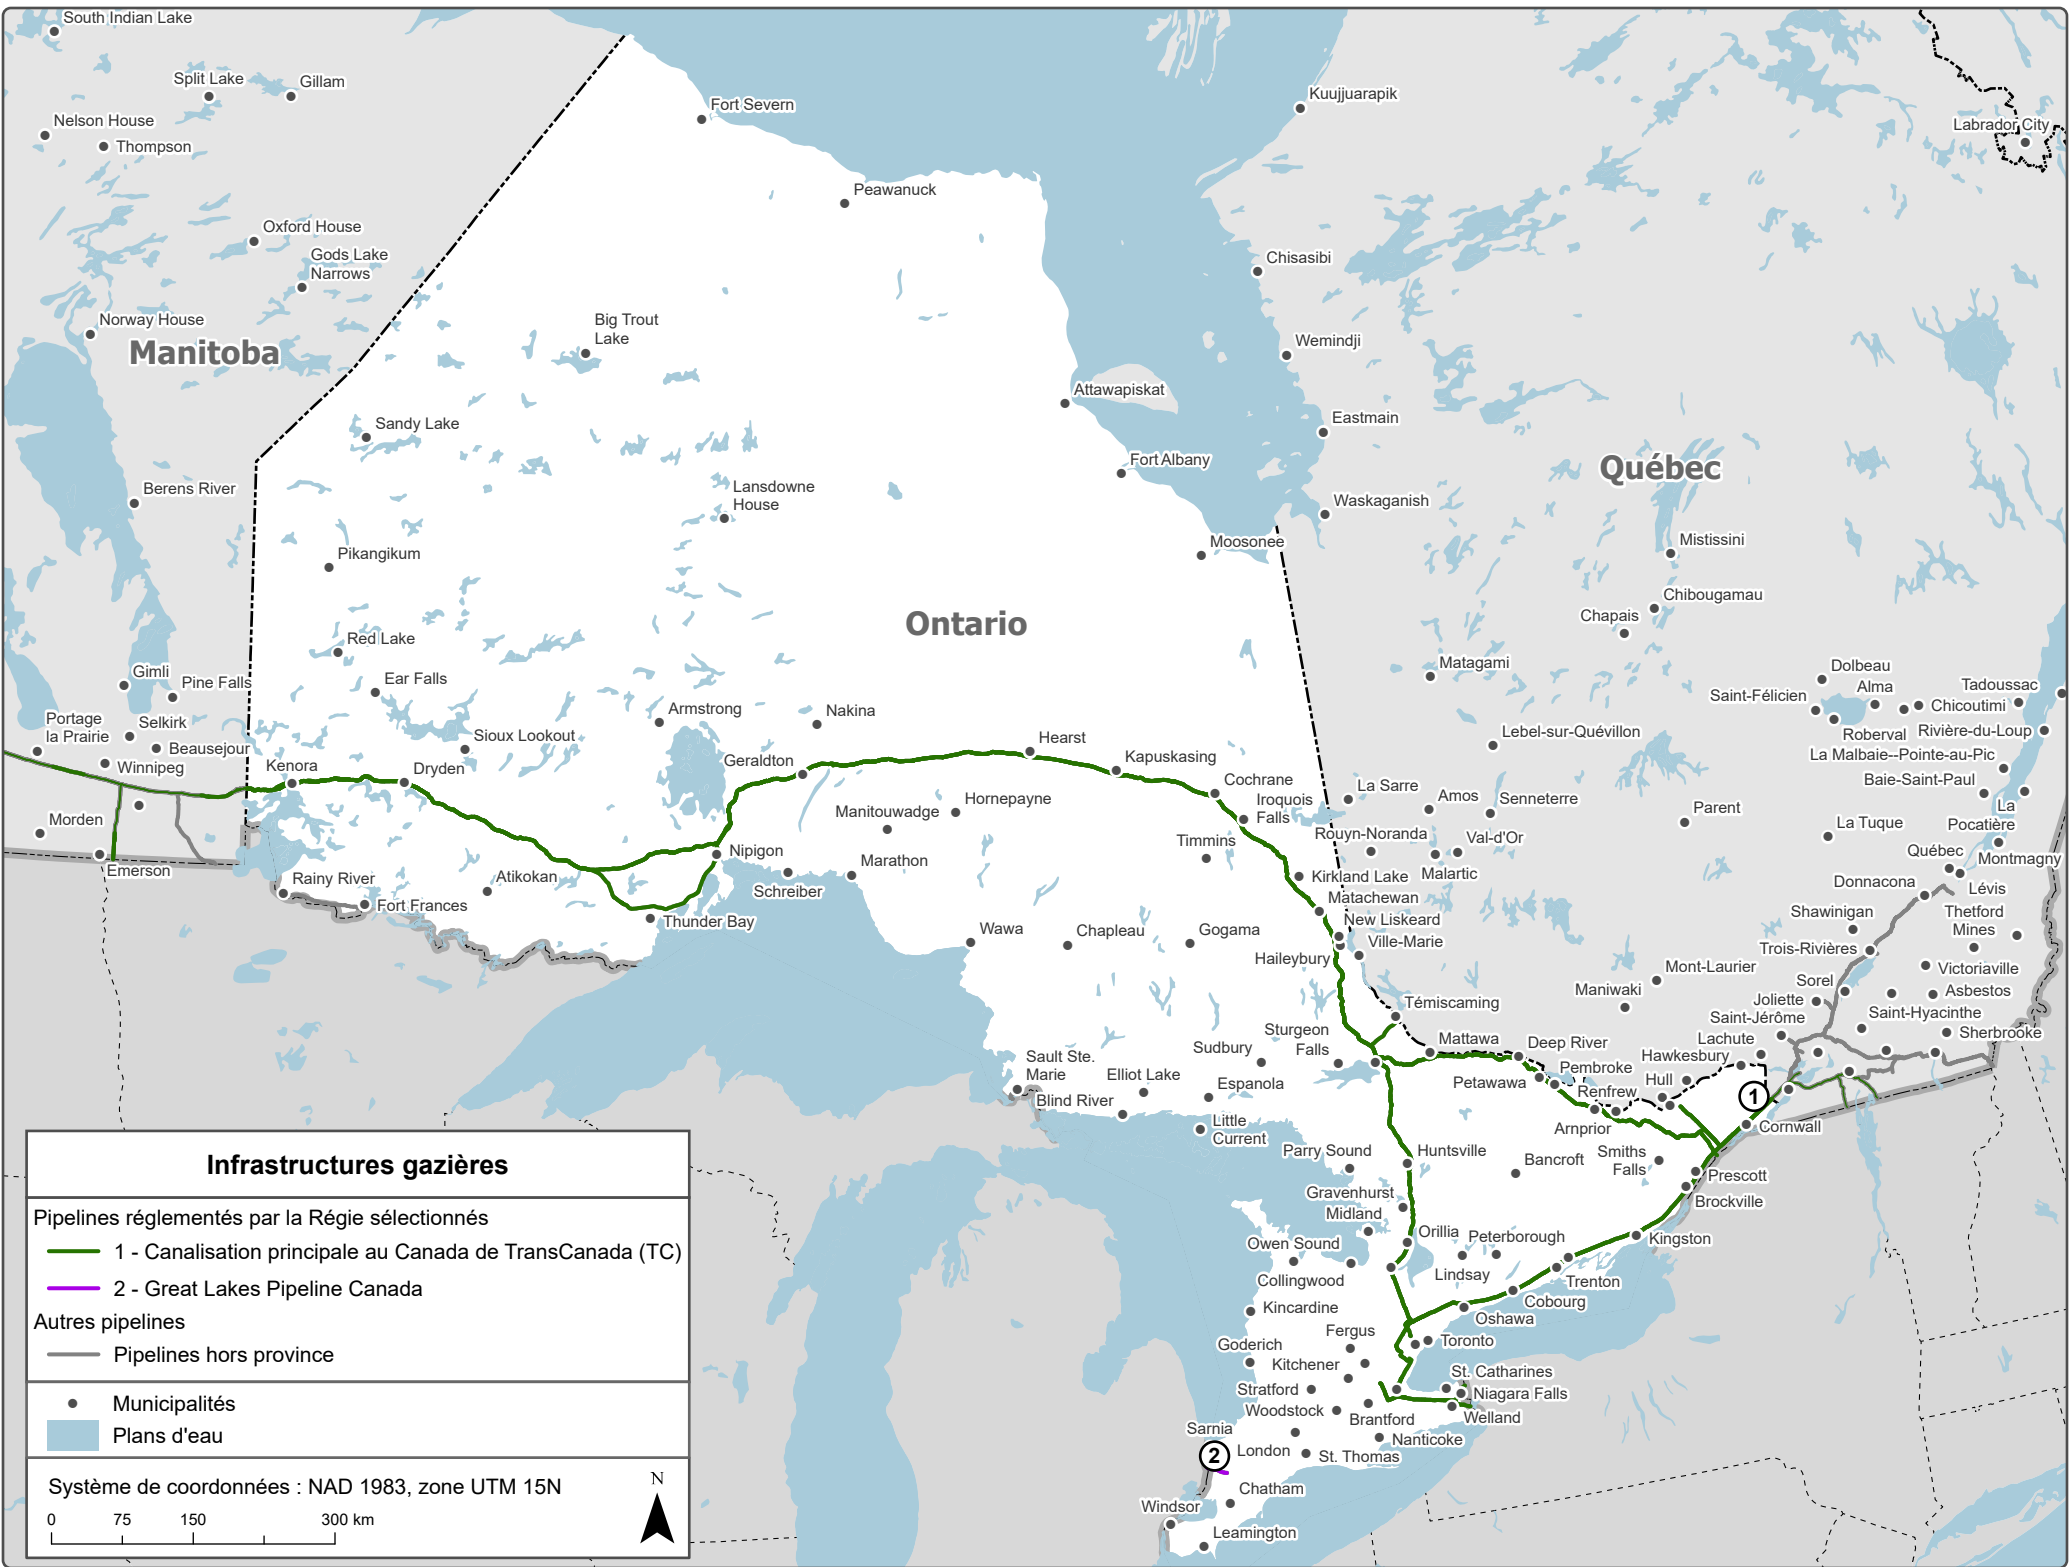 South Indian Lake
Split Lake
Gillam
Nelson House
Thompson
Fort Severn
Kuujjuarapik
Labrador City
Peawanuck
Oxford House
Gods Lake
Narrows
Chisasibi
Norway House
Manitoba
Big Trout
Lake
Wemindji
Attawapiskat
Sandy Lake
Eastmain
Fort Albany
Québec
Berens River
Lansdowne
House
Waskaganish
Pikangikum
Moosonee
Mistissini
Chibougamau
Chapais
Ontario
Red Lake
Matagami
Dolbeau
Gimli
Pine Falls
Ear Falls
Saint-Félicien
Alma
Tadoussac
Chicoutimi
Portage
la Prairie
Selkirk
Armstrong
Nakina
Roberval
Rivière-du-Loup
Beausejour
Sioux Lookout
Hearst
Lebel-sur-Quévillon
La Malbaie--Pointe-au-Pic
Winnipeg
Kenora
Dryden
Geraldton
Kapuskasing
Cochrane
Baie-Saint-Paul
La
Pocatière
Morden
Manitouwadge
Hornepayne
Iroquois
Falls
La Sarre
Amos
Senneterre
Parent
La Tuque
Timmins
Rouyn-Noranda
Val-d'Or
Québec
Montmagny
Emerson
Nipigon
Marathon
Malartic
Rainy River
Atikokan
Schreiber
Kirkland Lake
Donnacona
Lévis
Fort Frances
Matachewan
Thunder Bay
New Liskeard
Shawinigan
Thetford
Mines
Wawa
Chapleau
Gogama
Ville-Marie
Haileybury
Trois-Rivières
Mont-Laurier
Victoriaville
Maniwaki
Sorel
Asbestos
Témiscaming
Joliette
Saint-Hyacinthe
Saint-Jérôme
Sturgeon
Falls
Mattawa
Deep River
Lachute
Sherbrooke
Sudbury
Hawkesbury
Sault Ste.
Marie
Elliot Lake
Espanola
Petawawa
Pembroke
Hull
Renfrew
1
Blind River
Little
Current
Arnprior
Cornwall
Parry Sound
Huntsville
Bancroft
Smiths
Falls
Prescott
Gravenhurst
Brockville
Midland
Orillia
Peterborough
Kingston
Owen Sound
Collingwood
Lindsay
Trenton
Cobourg
Kincardine
Oshawa
Fergus
Toronto
Goderich
Kitchener
St. Catharines
Stratford
Niagara Falls
Woodstock
Brantford
Welland
Sarnia
Nanticoke
2
London
St. Thomas
Chatham
Windsor
Leamington
Infrastructures gazières
Pipelines réglementés par la Régie sélectionnés
1 - Canalisation principale au Canada de TransCanada (TC)
2 - Great Lakes Pipeline Canada
Autres pipelines
Pipelines hors province
Municipalités
Plans d'eau
Système de coordonnées : NAD 1983, zone UTM 15N
N
0 75 150 300 km